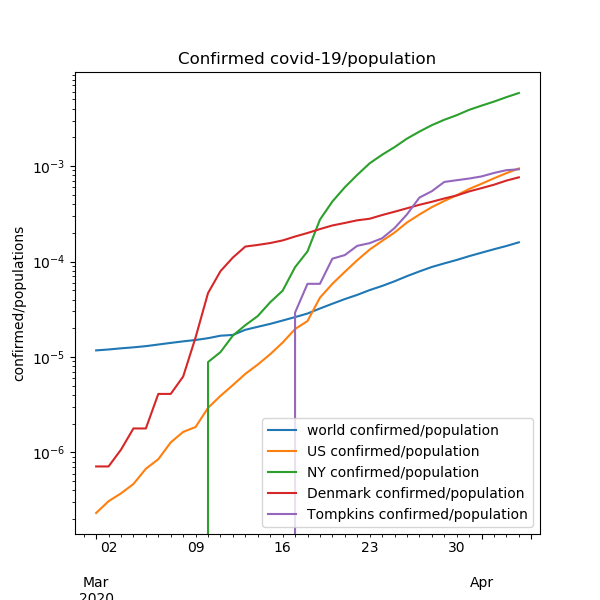 Confirmed covid-19/population
confirmed/populations
10⁻³
10⁻⁴
10⁻⁵
10⁻⁶
world confirmed/population
US confirmed/population
NY confirmed/population
Denmark confirmed/population
Tompkins confirmed/population
02 09 16 23 30
Mar Apr
2020